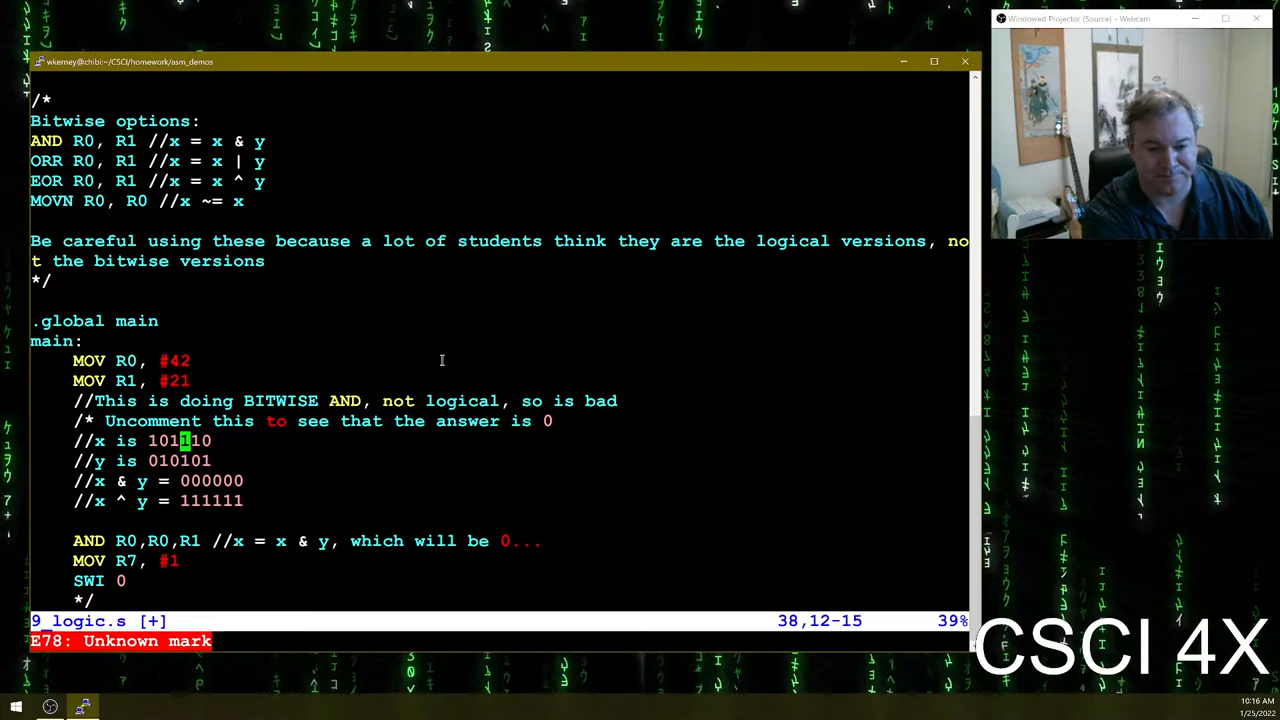 Windowed Projector (Source) - Webcam
wkerney@chibi:~/CSCI/homework/asm_demos
/*
Bitwise options:
AND R0, R1 //x = x & y
ORR R0, R1 //x = x | y
EOR R0, R1 //x = x ^ y
MOVN R0, R0 //x ~= x
Be careful using these because a lot of students think they are the logical versions, no
t the bitwise versions
*/
.global main
main:
MOV R0, #42
MOV R1, #21
//This is doing BITWISE AND, not logical, so is bad
/* Uncomment this to see that the answer is 0
//x is 101110
//y is 010101
//x & y = 000000
//x ^ y = 111111
AND R0,R0,R1 //x = x & y, which will be 0...
MOV R7, #1
SWI 0
*/
9_logic.s [+] 38,12-15 39%
E78: Unknown mark
CSCI 4X
10:16 AM
1/25/2022